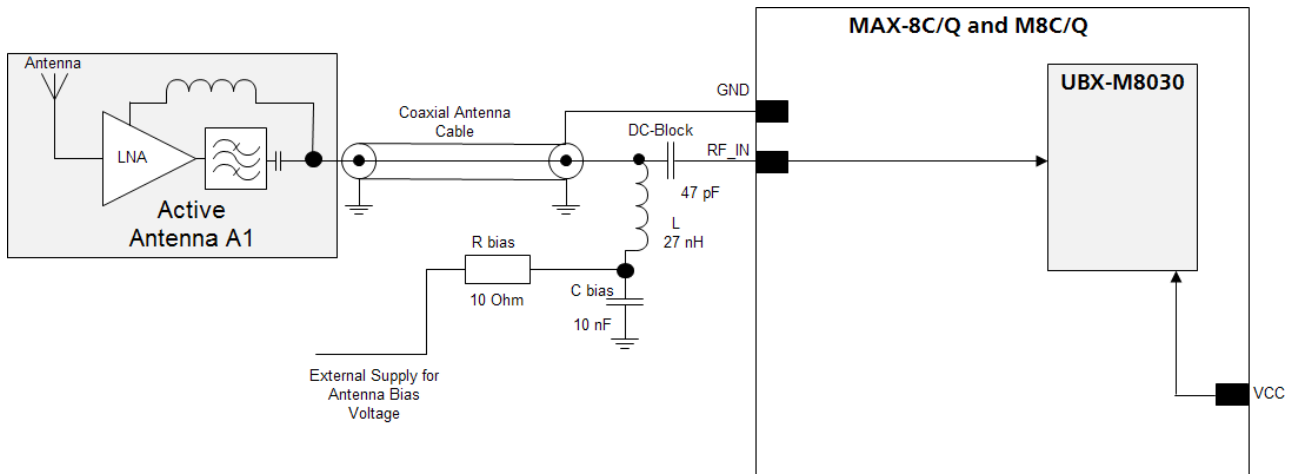 MAX-8C/Q and M8C/Q
Antenna
LNA
Active
Antenna A1
Coaxial Antenna
Cable
GND
DC-Block
RF_IN
47 pF
L
27 nH
R bias
10 Ohm
C bias
10 nF
External Supply for
Antenna Bias
Voltage
UBX-M8030
VCC